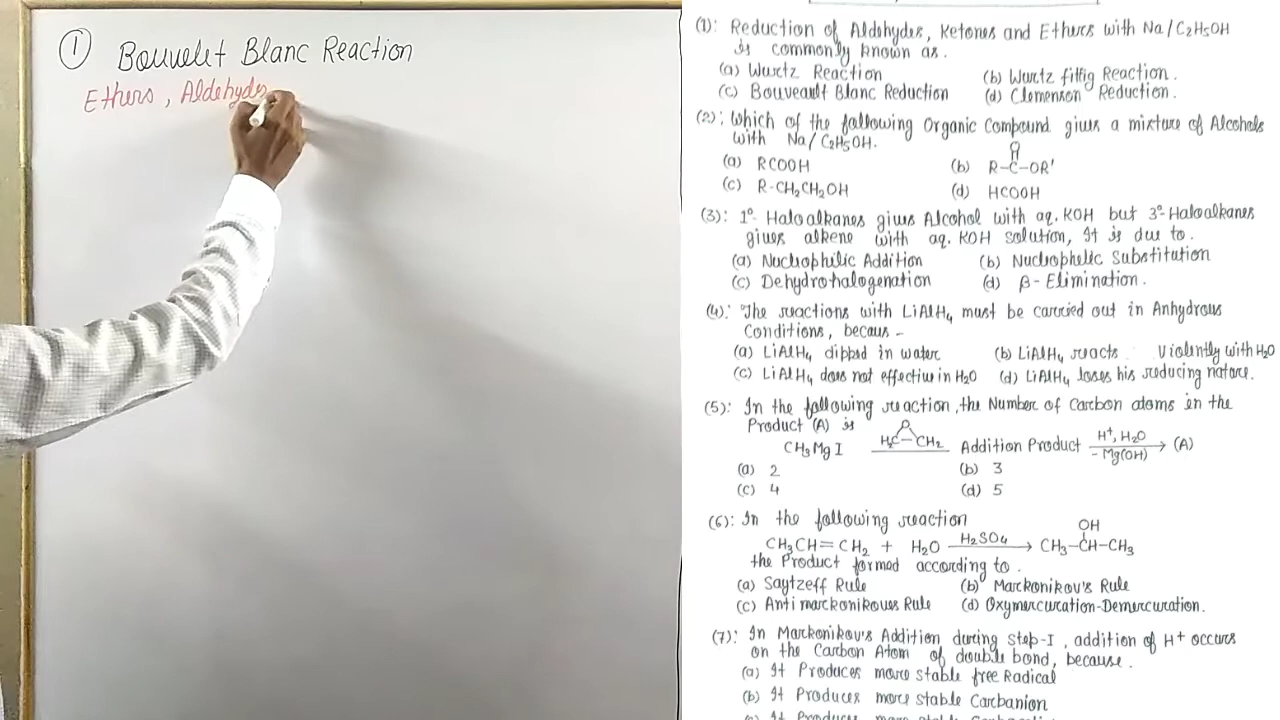 ① Bouvelet Blanc Reaction
Ethers, Aldehydes
(1): Reduction of Aldehydes, Ketones and Ethers with Na/C₂H₅OH
is commonly known as.
(a) Wurtz Reaction (b) Wurtz fittig Reaction.
(c) Bouveault Blanc Reduction (d) Clemenson Reduction.
(2): Which of the following Organic Compound gives a mixture of Alcohols
with Na/C₂H₅OH.
O
(a) RCOOH (b) R-C-OR'
(c) R-CH₂CH₂OH (d) HCOOH
(3): 1°- Haloalkanes gives Alcohol with aq. KOH but 3°- Haloalkanes
gives alkene with aq. KOH solution, It is due to.
(a) Nucleophilic Addition (b) Nucleophelic Substitution
(c) Dehydrohalogenation (d) β- Elimination.
(4): The reactions with LiAlH₄ must be carried out in Anhydrous
Conditions, becaus -
(a) LiAlH₄ dipped in water (b) LiAlH₄ reacts Violently with H₂O
(c) LiAlH₄ does not effective in H₂O (d) LiAlH₄ loses his reducing nature.
(5): In the following reaction, the Number of Carbon atoms in the
Product (A) is
O
CH₃MgI H₂C-CH₂ Addition Product H⁺, H₂O - Mg(OH) → (A)
(a) 2 (b) 3
(c) 4 (d) 5
(6): In the following reaction
OH
CH₃CH=CH₂ + H₂O H₂SO₄ → CH₃-CH-CH₃
the Product formed according to.
(a) Saytzeff Rule (b) Markonikov's Rule
(c) Anti markonikoves Rule (d) Oxymercuration-Demercuration.
(7): In Markonikov's Addition during step-I, addition of H⁺ occurs
on the Carbon Atom of double bond, because.
(a) It Produces more stable free Radical
(b) It Produces more stable Carbanion